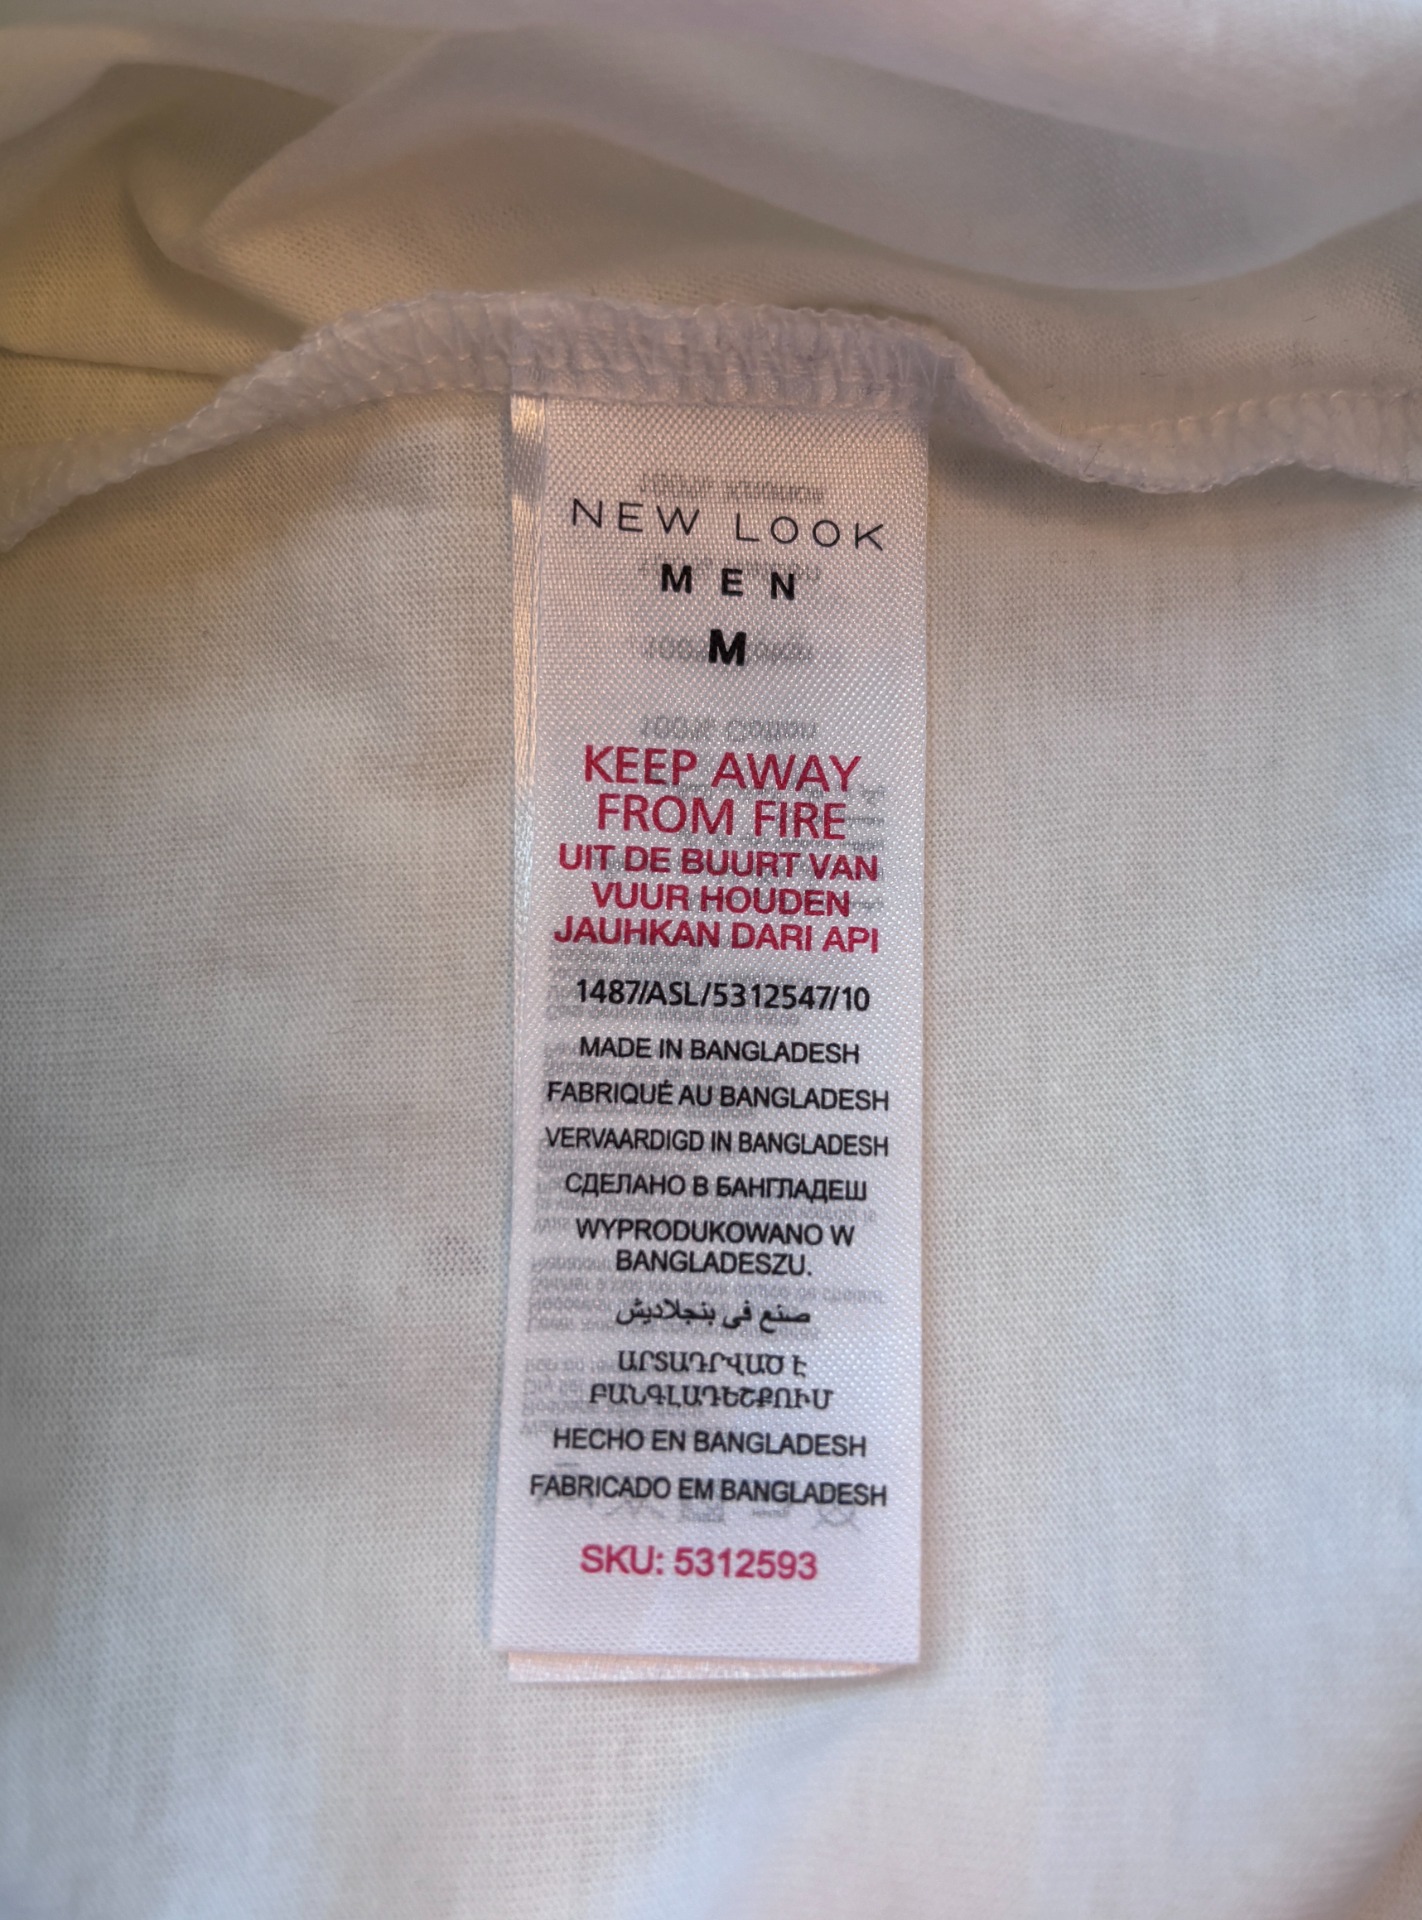 NEW LOOK
MEN
M
KEEP AWAY
FROM FIRE
UIT DE BUURT VAN
VUUR HOUDEN
JAUHKAN DARI API
1487/ASL/5312547/10
MADE IN BANGLADESH
FABRIQUÉ AU BANGLADESH
VERVAARDIGD IN BANGLADESH
СДЕЛАНО В БАНГЛАДЕШ
WYPRODUKOWANO W
BANGLADESZU.
صنع في بنجلاديش
ԱՐՏԱԴՐՎԱԾ Է
ԲԱՆԳԼԱԴԵՇՔՈՒՄ
HECHO EN BANGLADESH
FABRICADO EM BANGLADESH
SKU: 5312593